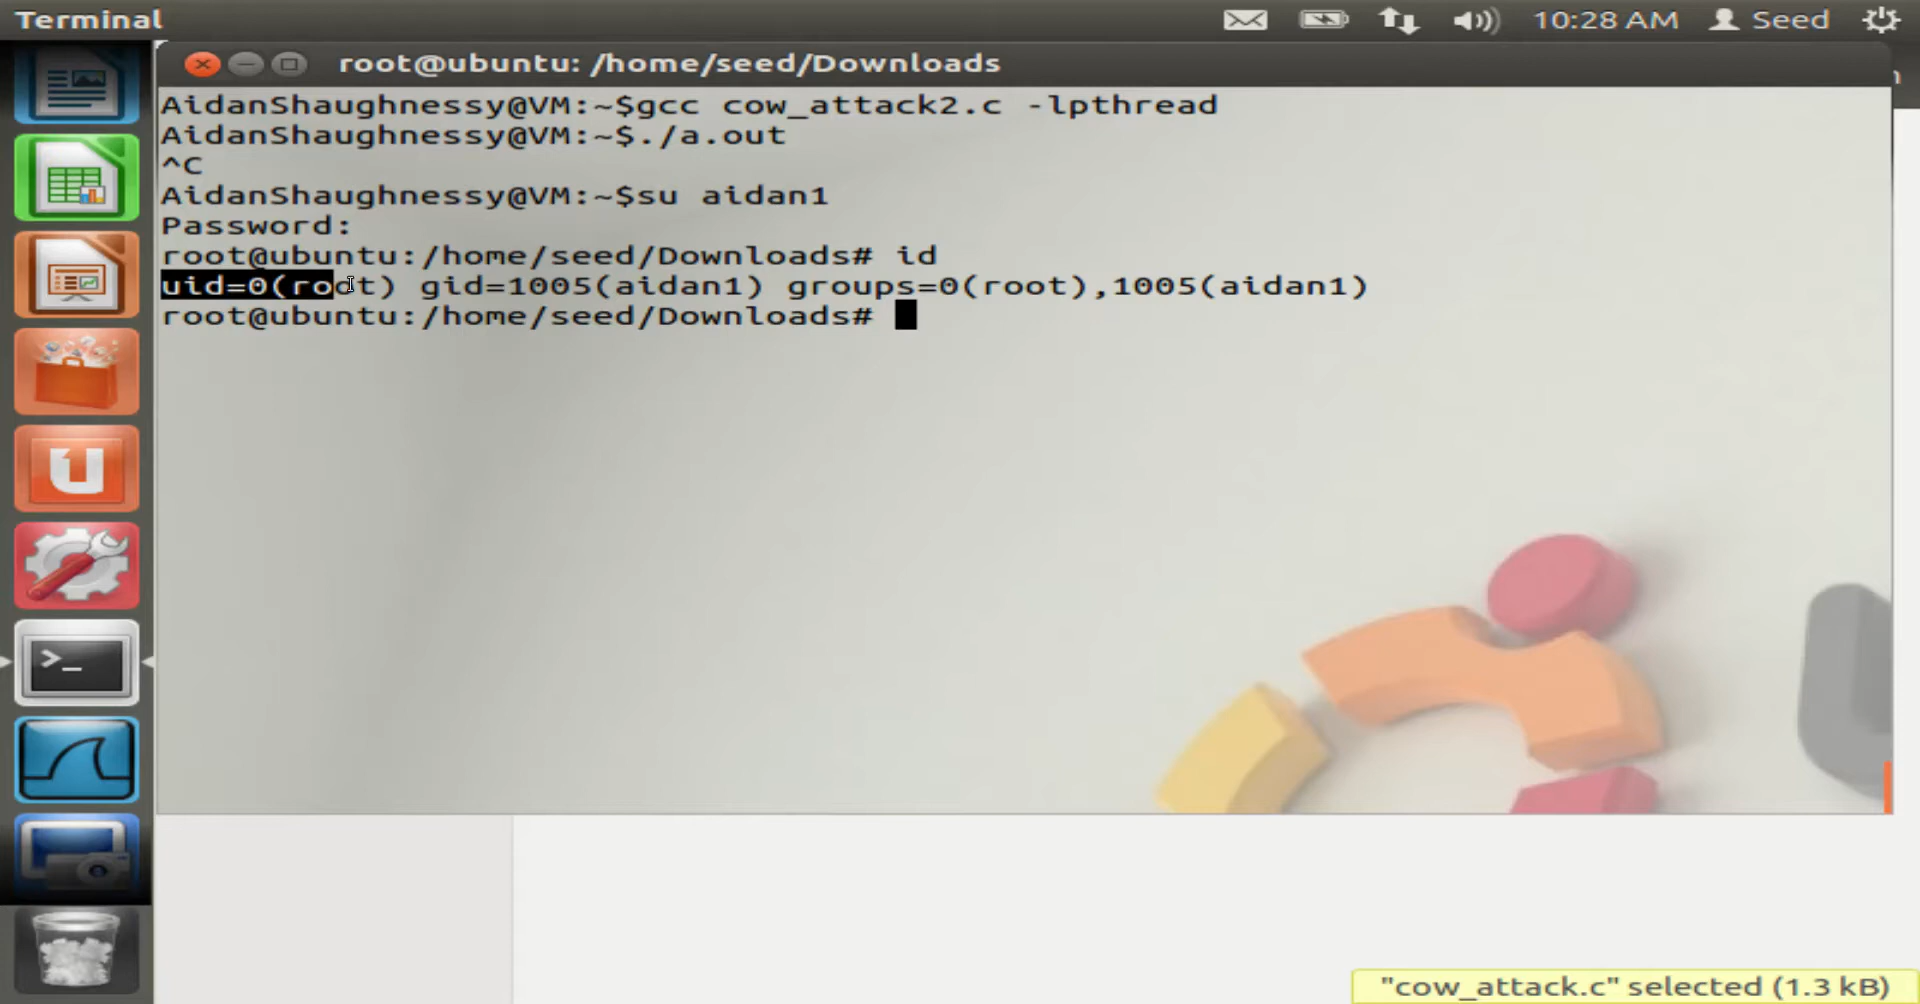 Terminal
10:28 AM
Seed
root@ubuntu: /home/seed/Downloads
AidanShaughnessy@VM:~$gcc cow_attack2.c -lpthread
AidanShaughnessy@VM:~$./a.out
^C
AidanShaughnessy@VM:~$su aidan1
Password:
root@ubuntu:/home/seed/Downloads# id
uid=0(root) gid=1005(aidan1) groups=0(root),1005(aidan1)
root@ubuntu:/home/seed/Downloads#
"cow_attack.c" selected (1.3 kB)